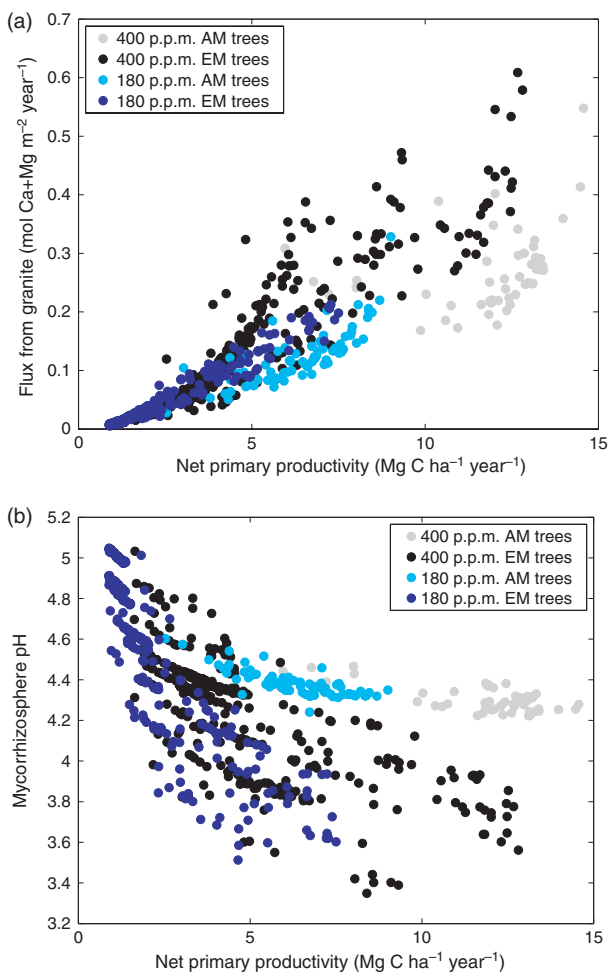 (a)
0.7
400 p.p.m. AM trees
400 p.p.m. EM trees
180 p.p.m. AM trees
180 p.p.m. EM trees
0.6
0.5
0.4
0.3
0.2
0.1
0
Flux from granite (mol Ca+Mg m⁻² year⁻¹)
0
5
10
15
Net primary productivity (Mg C ha⁻¹ year⁻¹)
(b)
5.2
400 p.p.m. AM trees
400 p.p.m. EM trees
180 p.p.m. AM trees
180 p.p.m. EM trees
5
4.8
4.6
4.4
4.2
4
3.8
3.6
3.4
3.2
Mycorrhizosphere pH
0
5
10
15
Net primary productivity (Mg C ha⁻¹ year⁻¹)